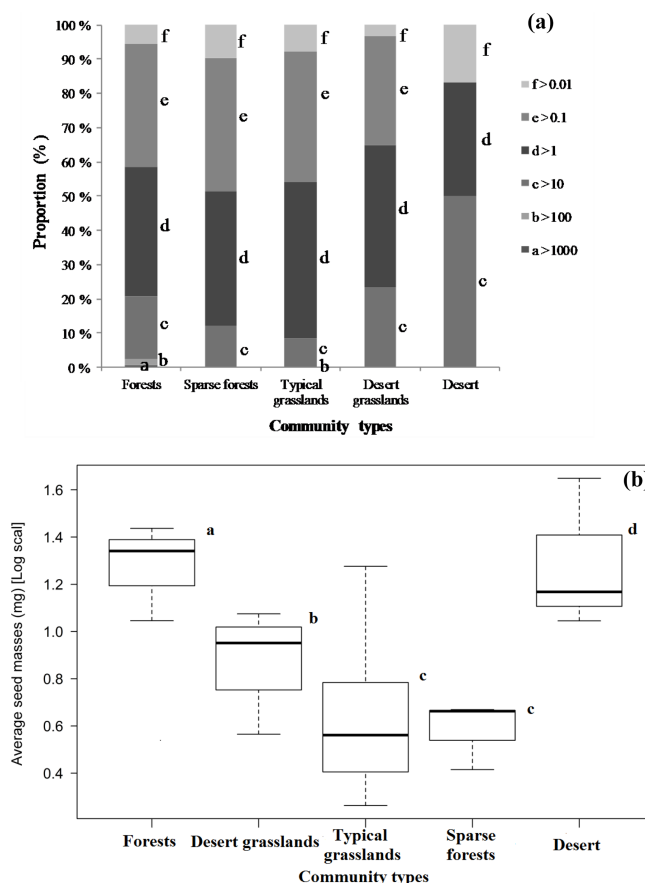 (a)
100 %
90 %
80 %
70 %
60 %
50 %
40 %
30 %
20 %
10 %
0 %
Proportion (%)
f
e
d
c
b
a
f
e
d
c
f
e
d
c
b
f
e
d
c
f
d
c
f>0.01
e>0.1
d>1
c>10
b>100
a>1000
Forests
Sparse forests
Typical
grasslands
Desert
grasslands
Desert
Community types
(b)
Average seed masses (mg) [Log scal]
1.6
1.4
1.2
1.0
0.8
0.6
0.4
a
b
c
c
d
Forests
Desert grasslands
Typical
grasslands
Sparse
forests
Desert
Community types